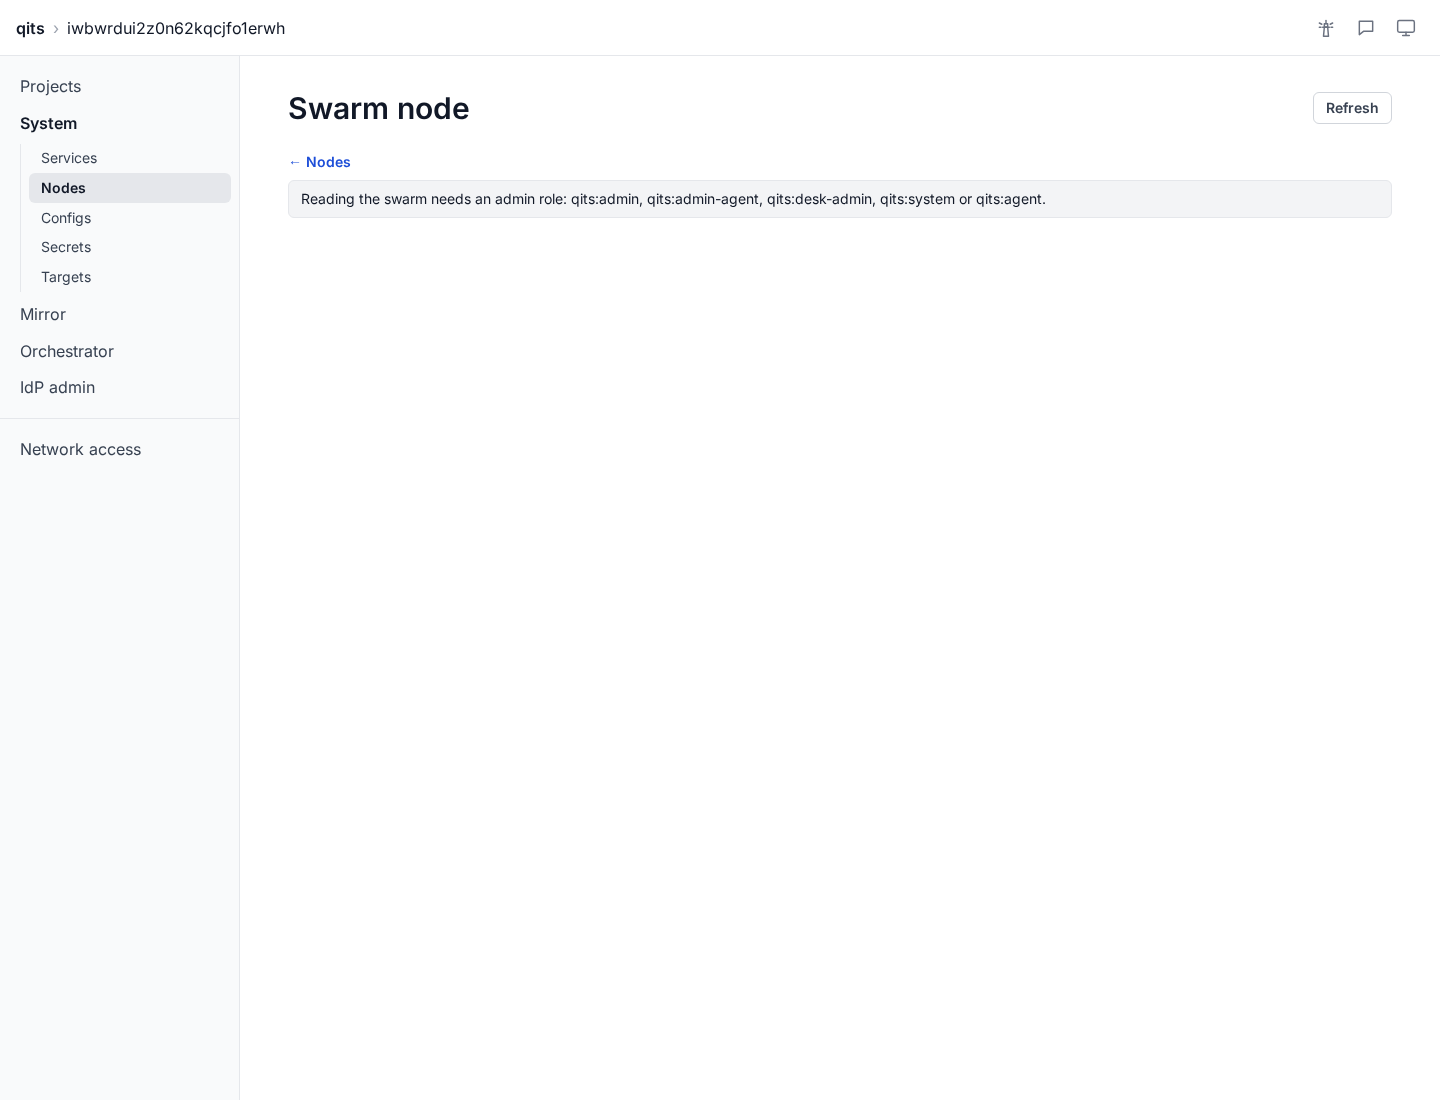 qits › iwbwrdui2z0n62kqcjfo1erwh
Projects
System
Services
Nodes
Configs
Secrets
Targets
Mirror
Orchestrator
IdP admin
Network access
Swarm node
Refresh
← Nodes
Reading the swarm needs an admin role: qits:admin, qits:admin-agent, qits:desk-admin, qits:system or qits:agent.